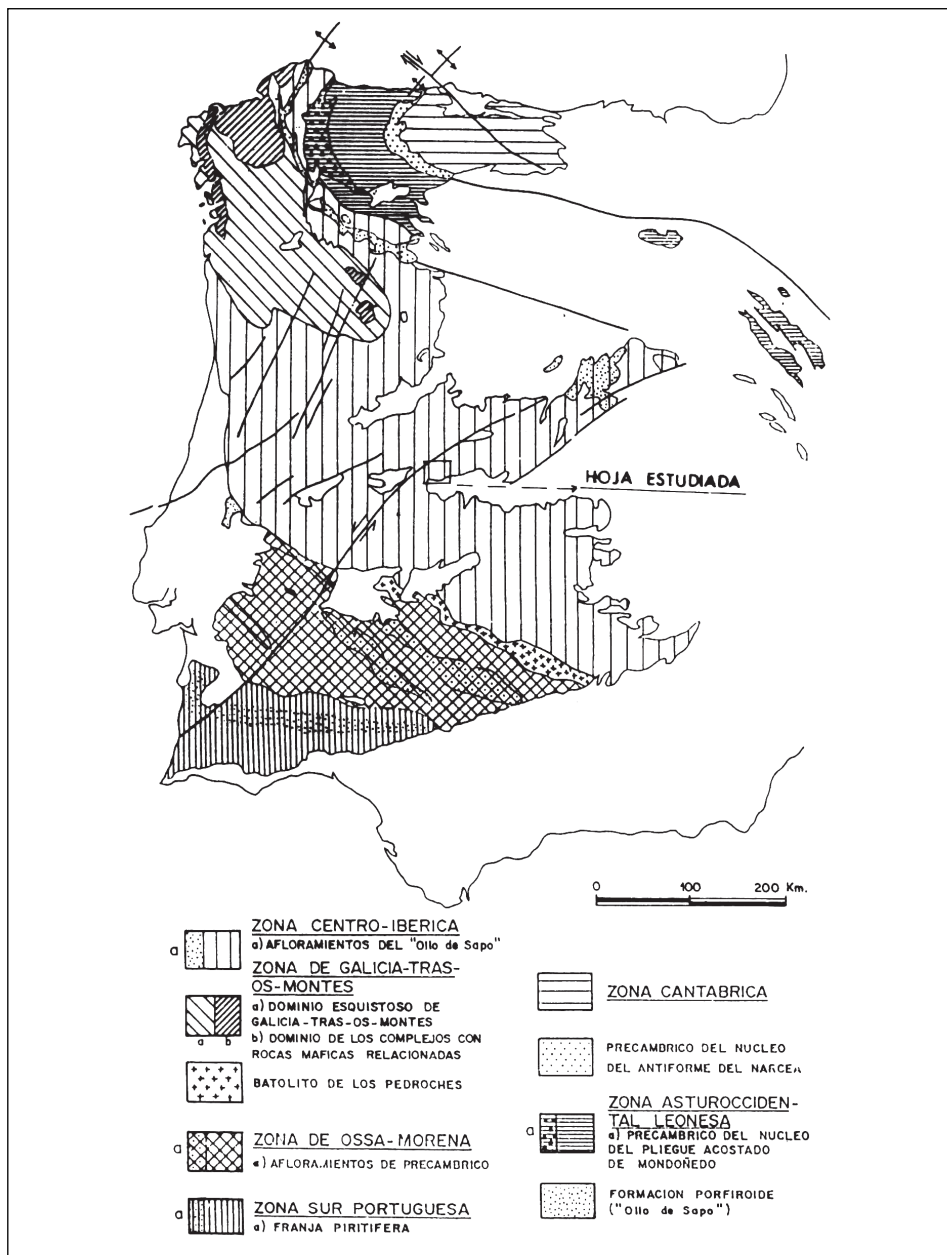 HOJA ESTUDIADA
0 100 200 Km.
a
ZONA CENTRO-IBERICA
a) AFLORAMIENTOS DEL "Ollo de Sapo"
ZONA DE GALICIA-TRAS-
OS-MONTES
a) DOMINIO ESQUISTOSO DE
GALICIA-TRAS-OS-MONTES
b) DOMINIO DE LOS COMPLEJOS CON
ROCAS MAFICAS RELACIONADAS
a b
BATOLITO DE LOS PEDROCHES
a
ZONA DE OSSA-MORENA
a) AFLORAMIENTOS DE PRECAMBRICO
a
ZONA SUR PORTUGUESA
a) FRANJA PIRITIFERA
ZONA CANTABRICA
PRECAMBRICO DEL NUCLEO
DEL ANTIFORME DEL NARCEA
a
ZONA ASTUROCCIDEN-
TAL LEONESA
a) PRECAMBRICO DEL NUCLEO
DEL PLIEGUE ACOSTADO
DE MONDOÑEDO
FORMACION PORFIROIDE
("Ollo de Sapo")